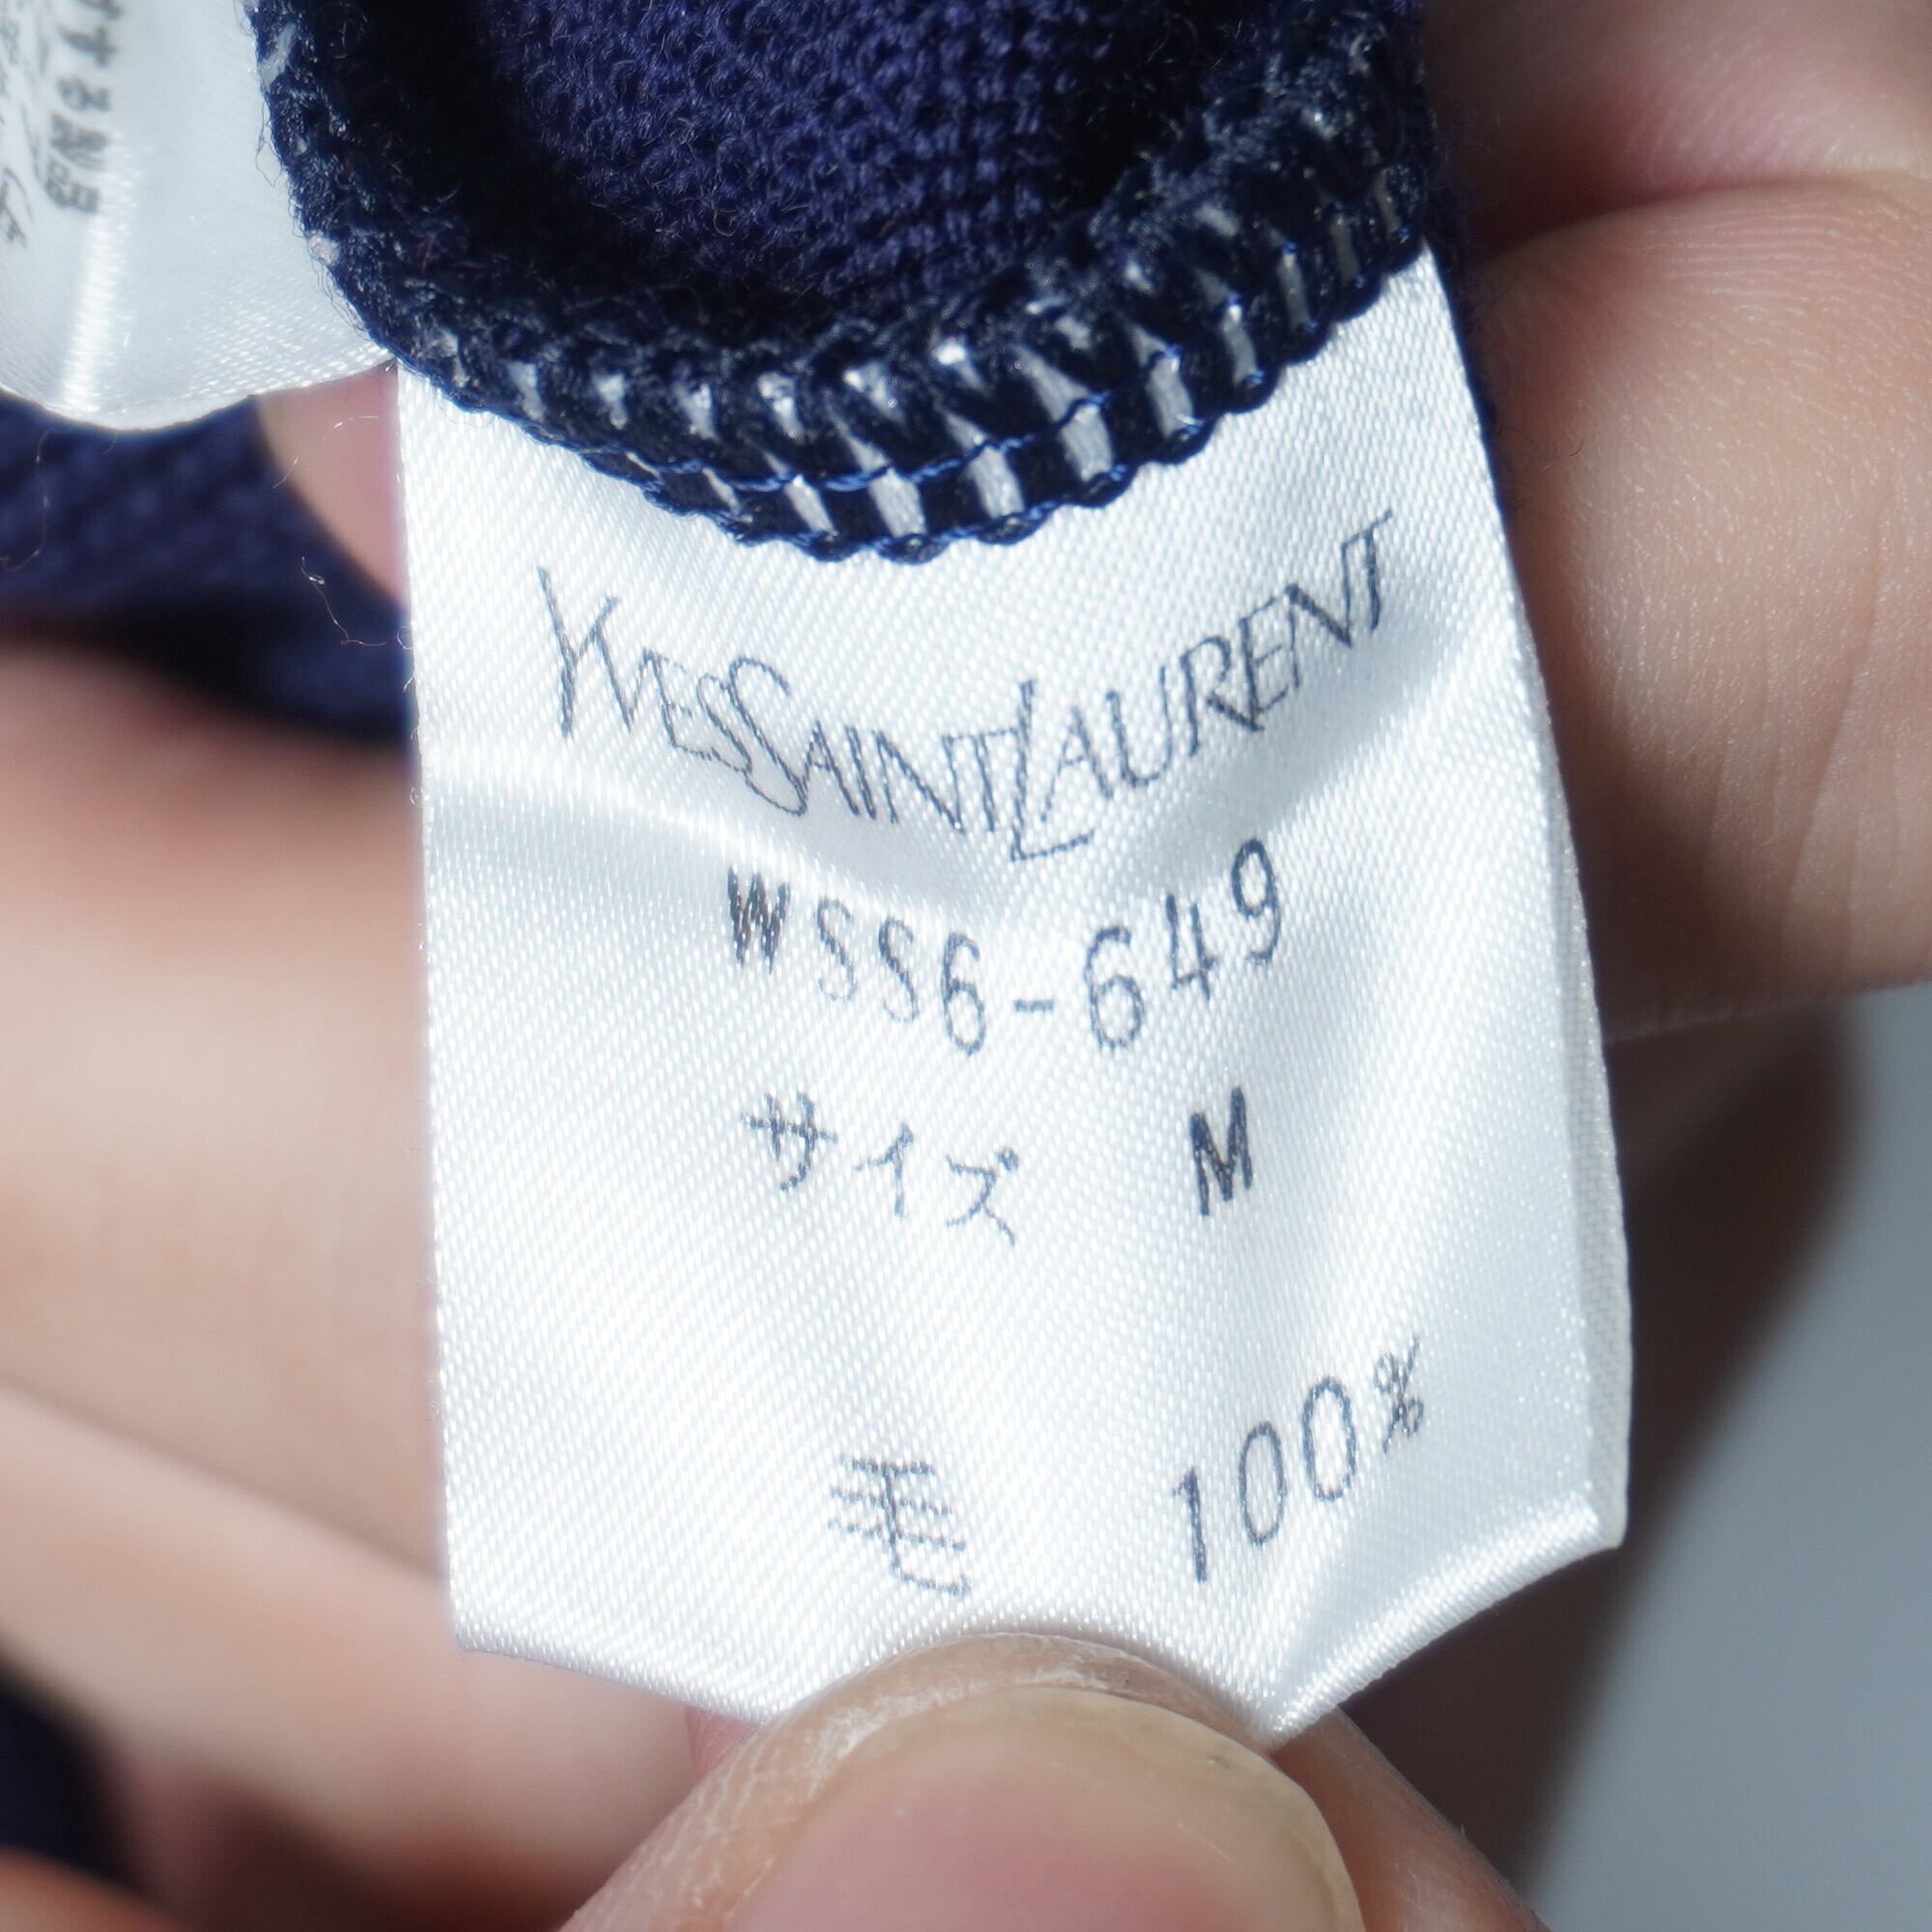 YVESSAINTLAURENT
WSS6-649
サイズ M
毛 100%